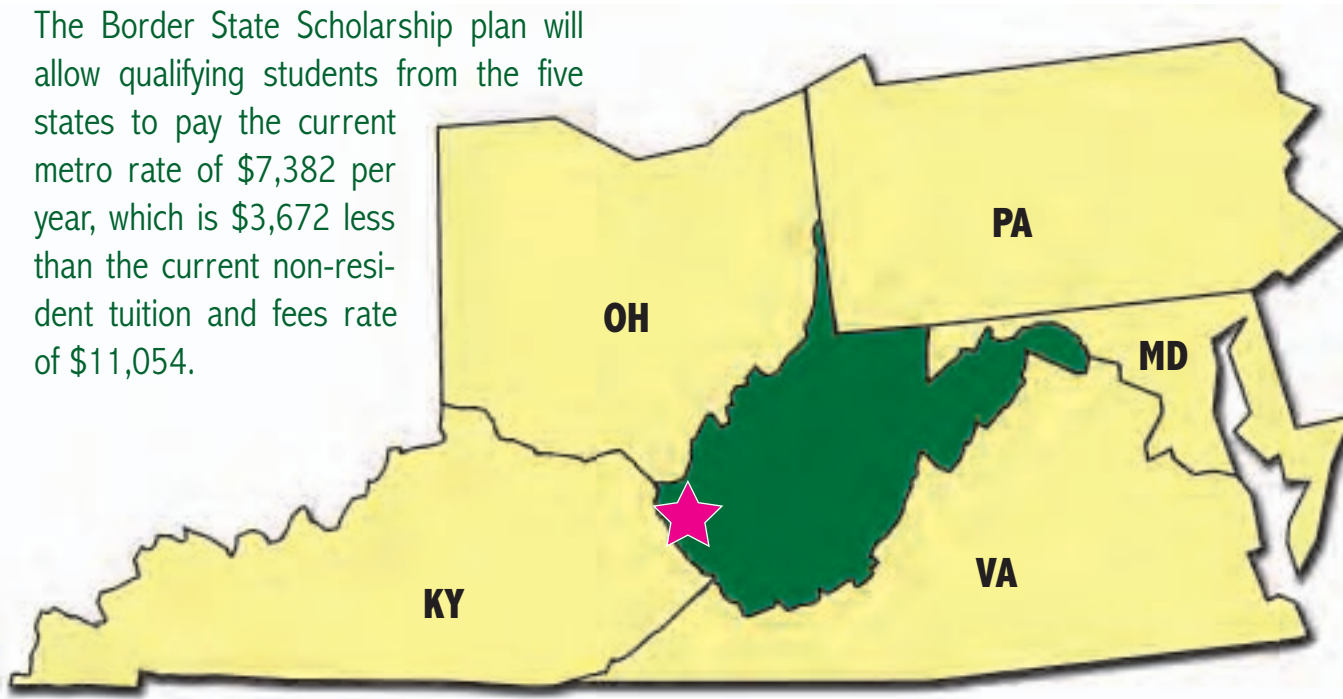 The Border State Scholarship plan will
allow qualifying students from the five
states to pay the current
metro rate of $7,382 per
year, which is $3,672 less
than the current non-resi-
dent tuition and fees rate
of $11,054.
PA
OH
MD
VA
KY